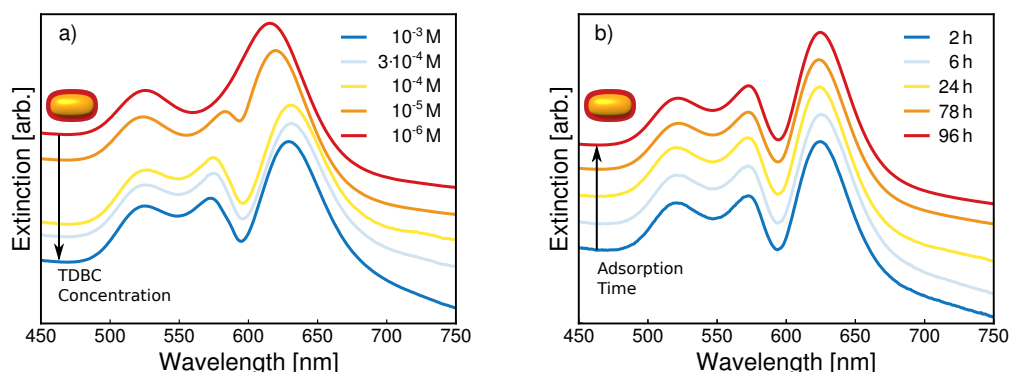 a)
10⁻³ M
3·10⁻⁴ M
10⁻⁴ M
10⁻⁵ M
10⁻⁶ M
Extinction [arb.]
TDBC
Concentration
450 500 550 600 650 700 750
Wavelength [nm]
b)
2 h
6 h
24 h
78 h
96 h
Extinction [arb.]
Adsorption
Time
450 500 550 600 650 700 750
Wavelength [nm]